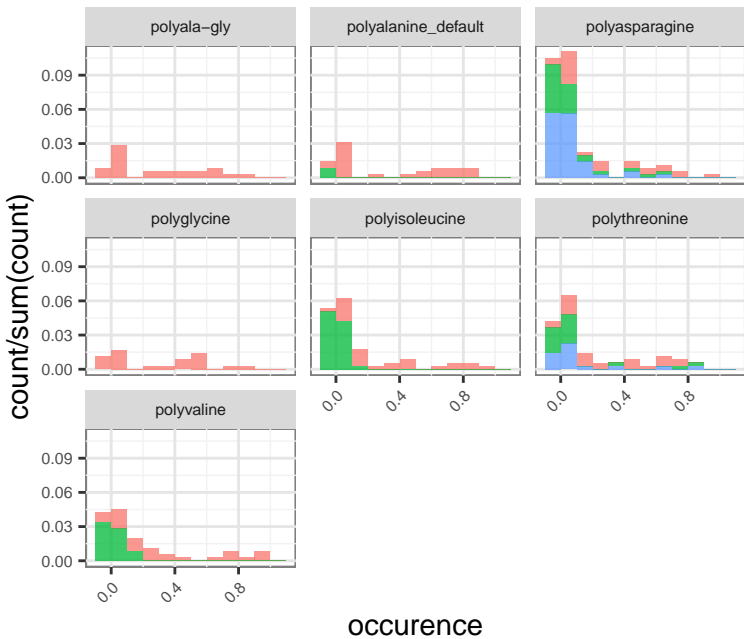 polyala-gly polyalanine_default polyasparagine
0.09
0.06
0.03
0.00
polyglycine polyisoleucine polythreonine
0.09
0.06
0.03
0.00
0.0 0.4 0.8 0.0 0.4 0.8
polyvaline
0.09
0.06
0.03
0.00
0.0 0.4 0.8
count/sum(count)
occurence